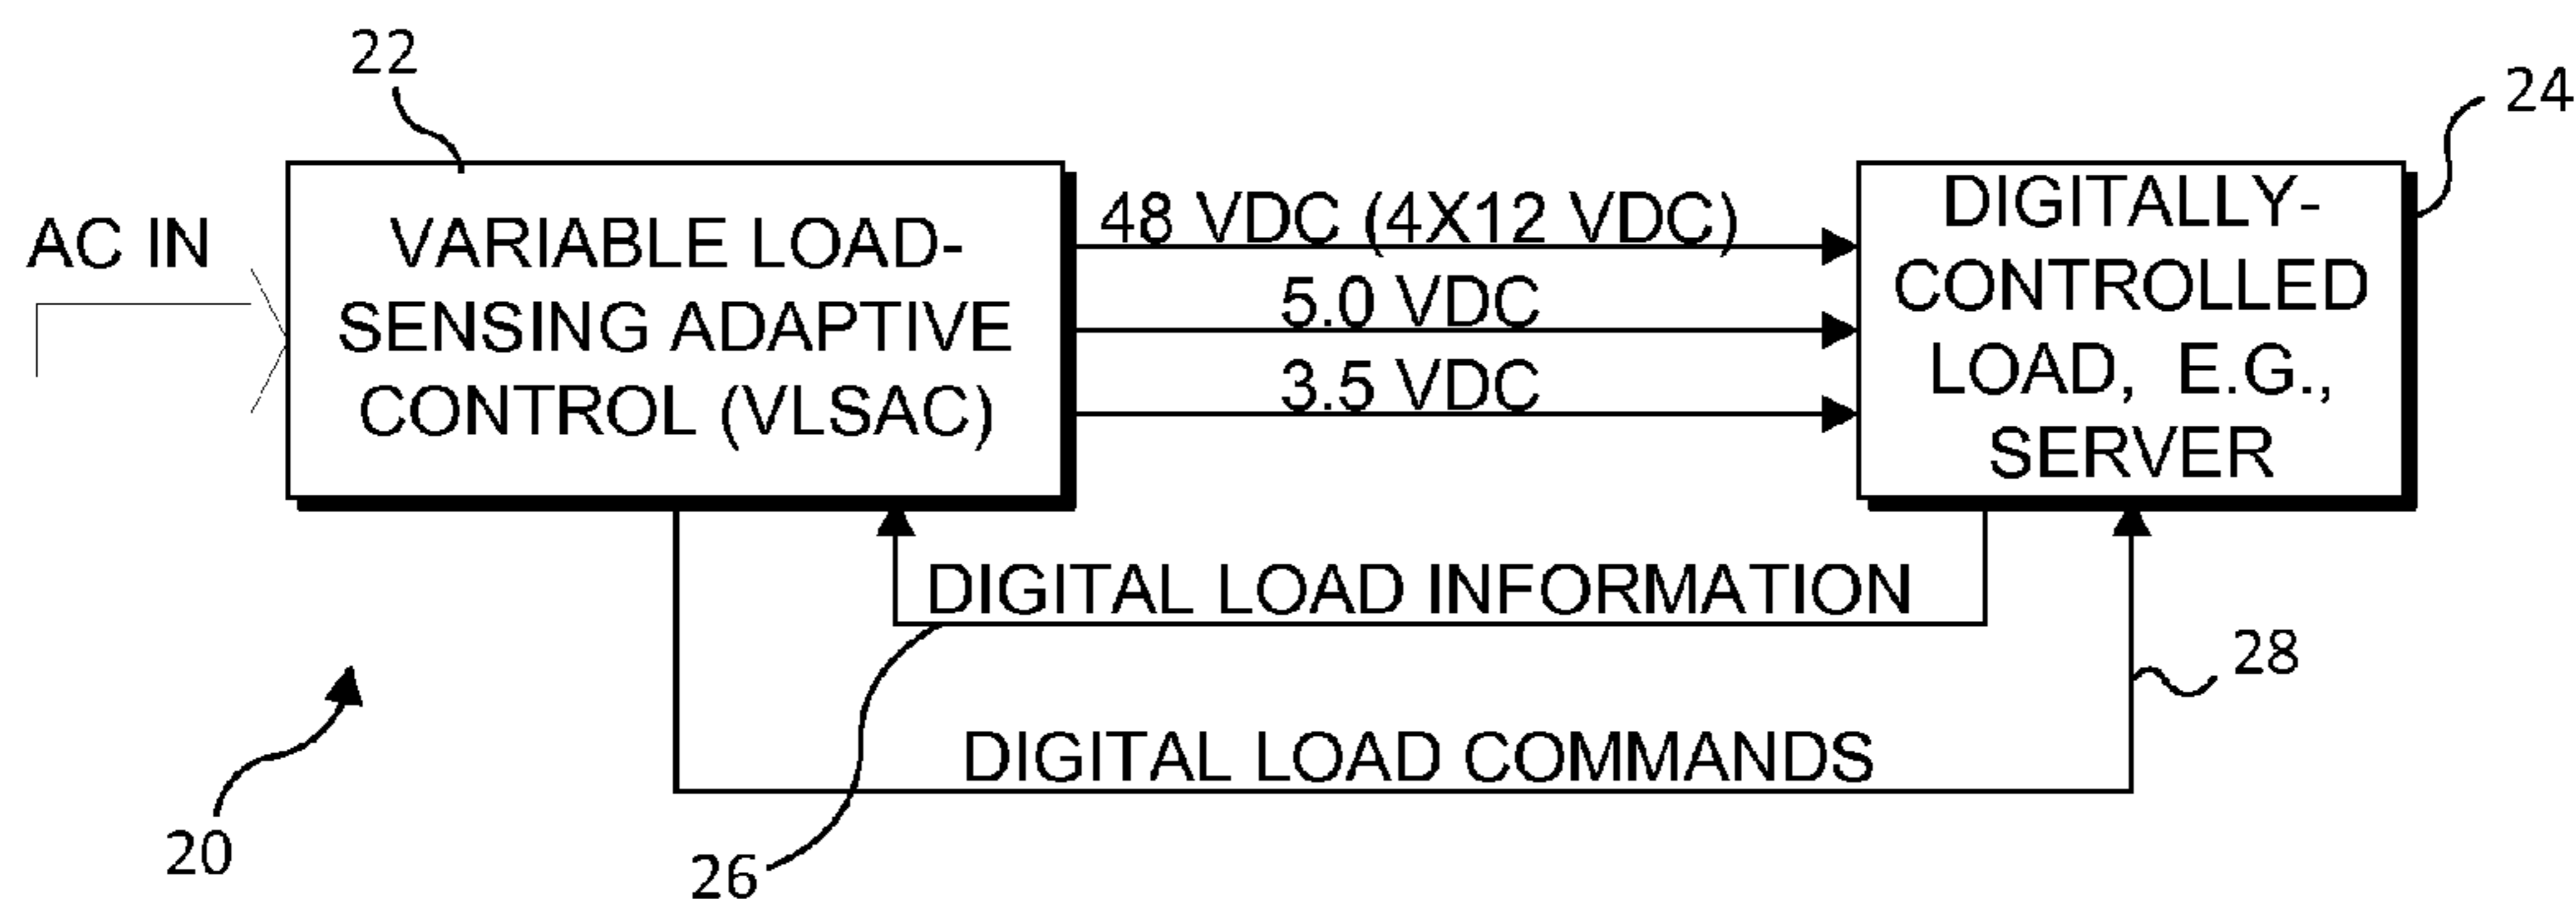 22
24
AC IN
VARIABLE LOAD-
SENSING ADAPTIVE
CONTROL (VLSAC)
48 VDC (4X12 VDC)
5.0 VDC
3.5 VDC
DIGITALLY-
CONTROLLED
LOAD, E.G.,
SERVER
DIGITAL LOAD INFORMATION
28
DIGITAL LOAD COMMANDS
20
26